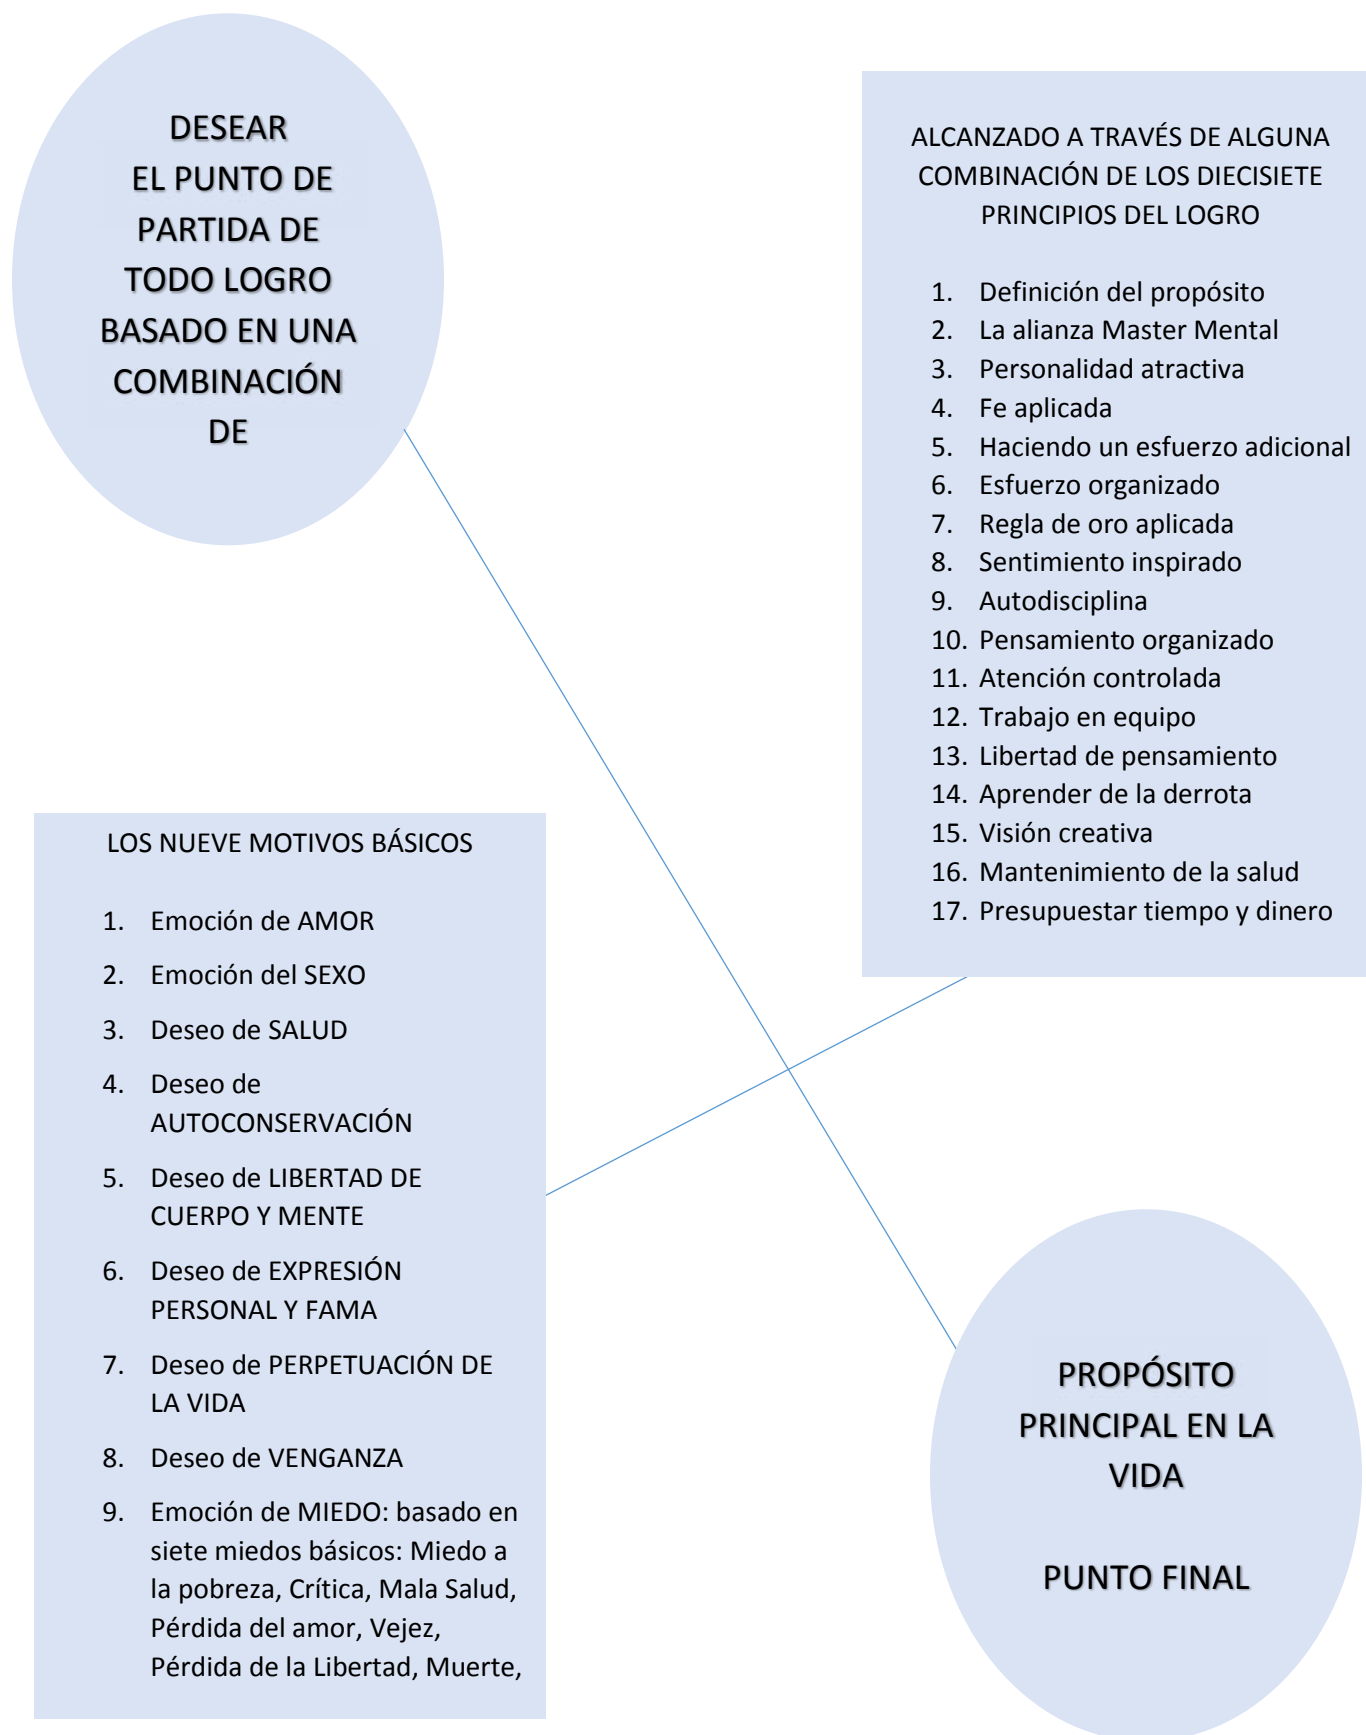 DESEAR
EL PUNTO DE
PARTIDA DE
TODO LOGRO
BASADO EN UNA
COMBINACIÓN
DE
LOS NUEVE MOTIVOS BÁSICOS
1. Emoción de AMOR
2. Emoción del SEXO
3. Deseo de SALUD
4. Deseo de
AUTOCONSERVACIÓN
5. Deseo de LIBERTAD DE
CUERPO Y MENTE
6. Deseo de EXPRESIÓN
PERSONAL Y FAMA
7. Deseo de PERPETUACIÓN DE
LA VIDA
8. Deseo de VENGANZA
9. Emoción de MIEDO: basado en
siete miedos básicos: Miedo a
la pobreza, Crítica, Mala Salud,
Pérdida del amor, Vejez,
Pérdida de la Libertad, Muerte,
ALCANZADO A TRAVÉS DE ALGUNA
COMBINACIÓN DE LOS DIECISIETE
PRINCIPIOS DEL LOGRO
1. Definición del propósito
2. La alianza Master Mental
3. Personalidad atractiva
4. Fe aplicada
5. Haciendo un esfuerzo adicional
6. Esfuerzo organizado
7. Regla de oro aplicada
8. Sentimiento inspirado
9. Autodisciplina
10. Pensamiento organizado
11. Atención controlada
12. Trabajo en equipo
13. Libertad de pensamiento
14. Aprender de la derrota
15. Visión creativa
16. Mantenimiento de la salud
17. Presupuestar tiempo y dinero
PROPÓSITO
PRINCIPAL EN LA
VIDA
PUNTO FINAL